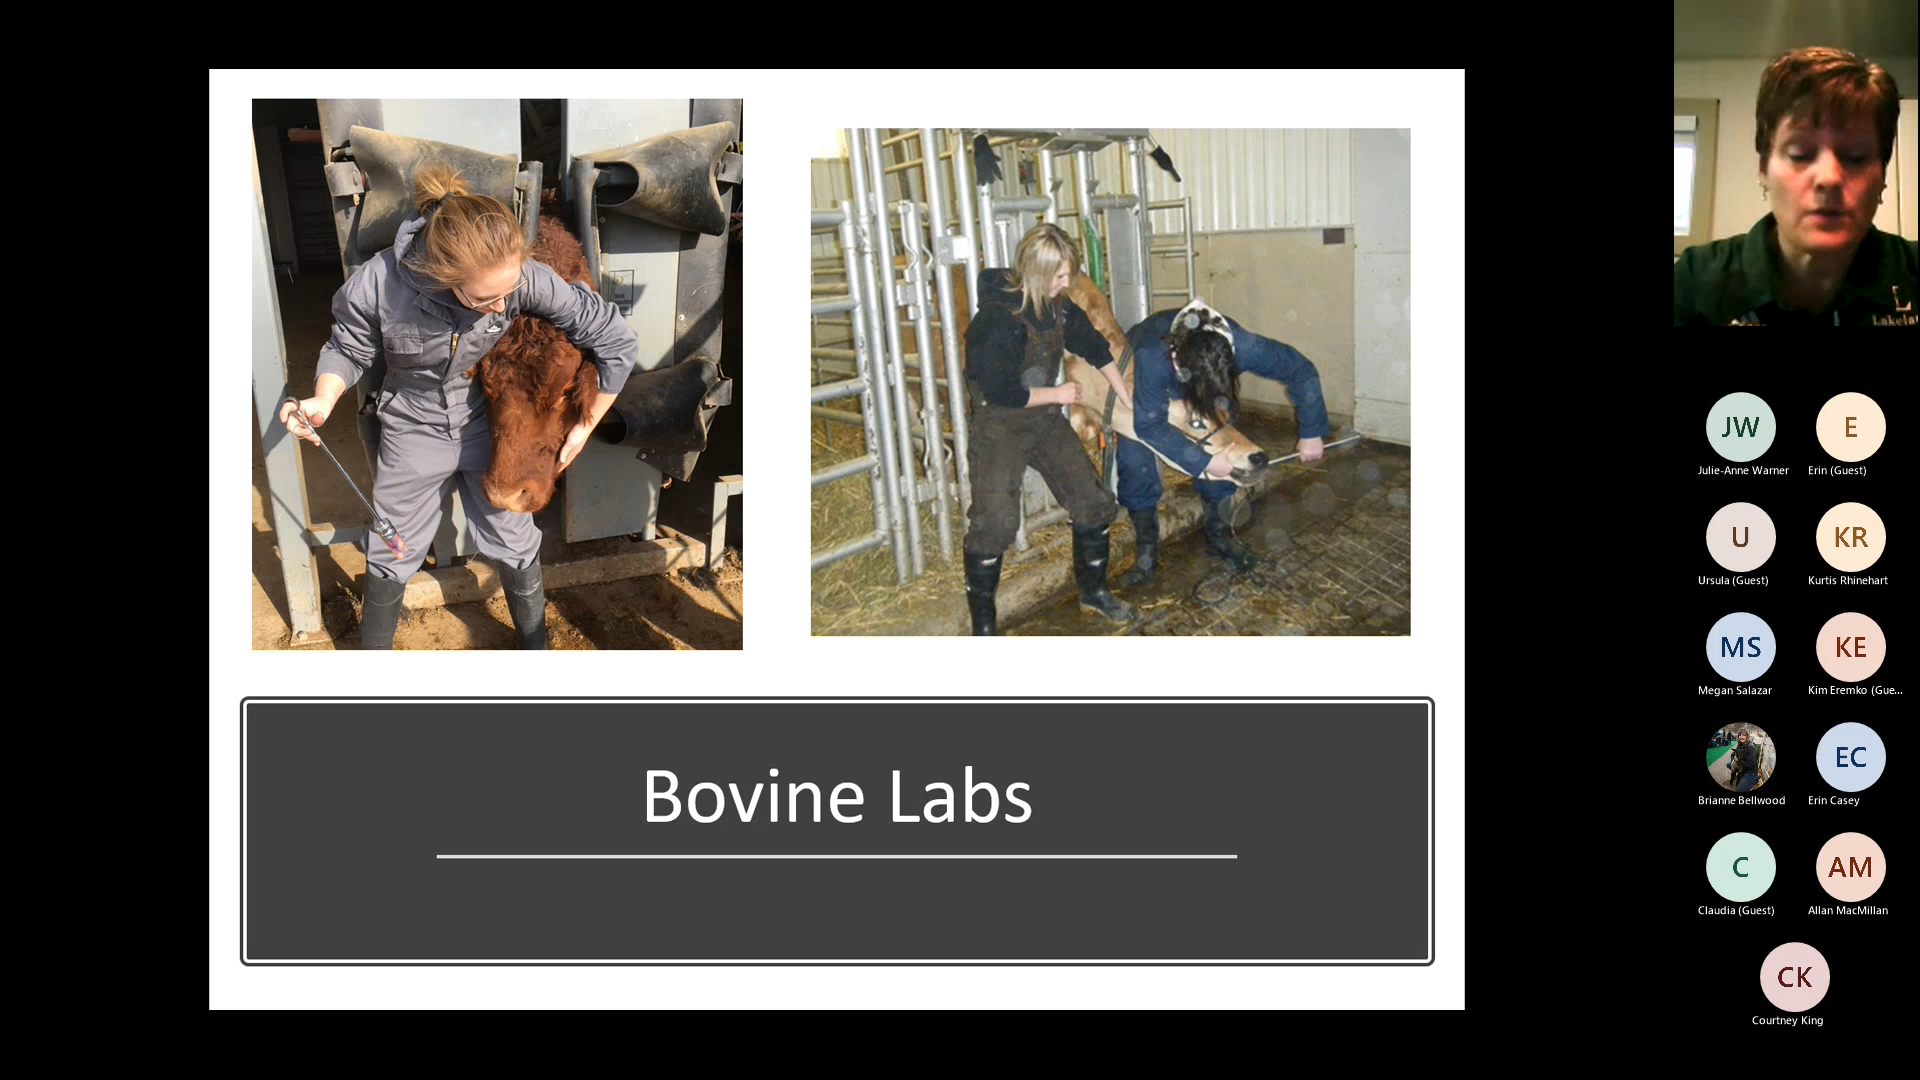 Bovine Labs
L
JW
E
Julie-Anne Warner
Erin (Guest)
U
KR
Ursula (Guest)
Kurtis Rhinehart
MS
KE
Megan Salazar
Kim Eremko (Gue...
EC
Brianne Bellwood
Erin Casey
C
AM
Claudia (Guest)
Allan MacMillan
CK
Courtney King